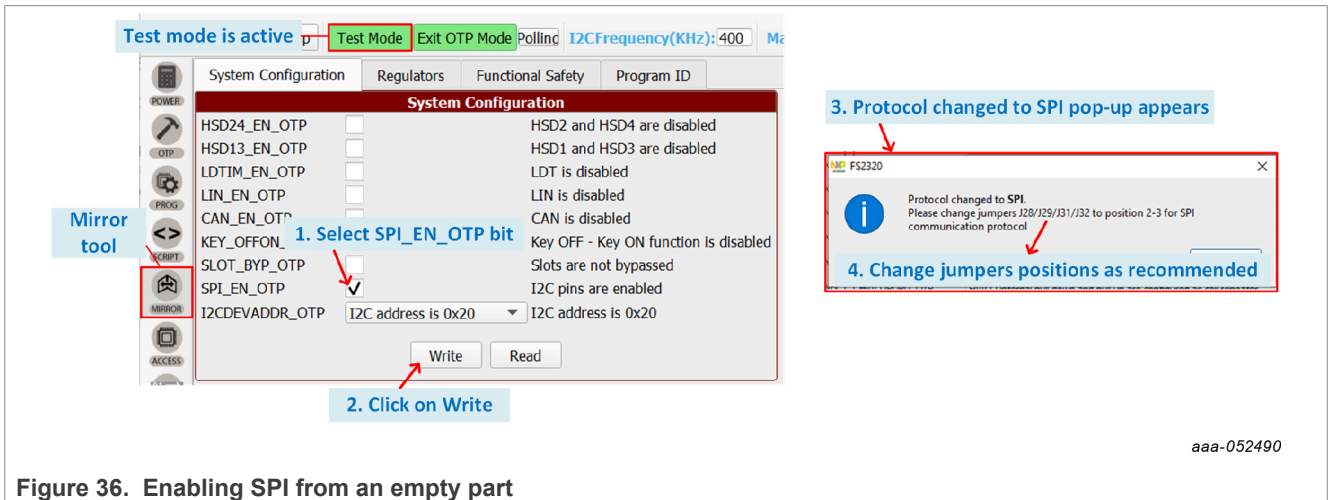 Test mode is active
p
Test Mode
Exit OTP Mode
Polling
I2CFrequency(KHz):
400
Ma
System Configuration
Regulators
Functional Safety
Program ID
System Configuration
POWER
HSD24_EN_OTP
HSD2 and HSD4 are disabled
HSD13_EN_OTP
HSD1 and HSD3 are disabled
OTP
LDTIM_EN_OTP
LDT is disabled
LIN_EN_OTP
LIN is disabled
PROG
CAN_EN_OTP
CAN is disabled
Mirror
tool
1. Select SPI_EN_OTP bit
KEY_OFFON_
Key OFF - Key ON function is disabled
SCRIPT
SLOT_BYP_OTP
Slots are not bypassed
SPI_EN_OTP
I2C pins are enabled
MIRROR
I2CDEVADDR_OTP
I2C address is 0x20
I2C address is 0x20
Write
Read
ACCESS
2. Click on Write
3. Protocol changed to SPI pop-up appears
NXP FS2320
Protocol changed to SPI.
Please change jumpers J28/J29/J31/J32 to position 2-3 for SPI
communication protocol
4. Change jumpers positions as recommended
aaa-052490
Figure 36. Enabling SPI from an empty part